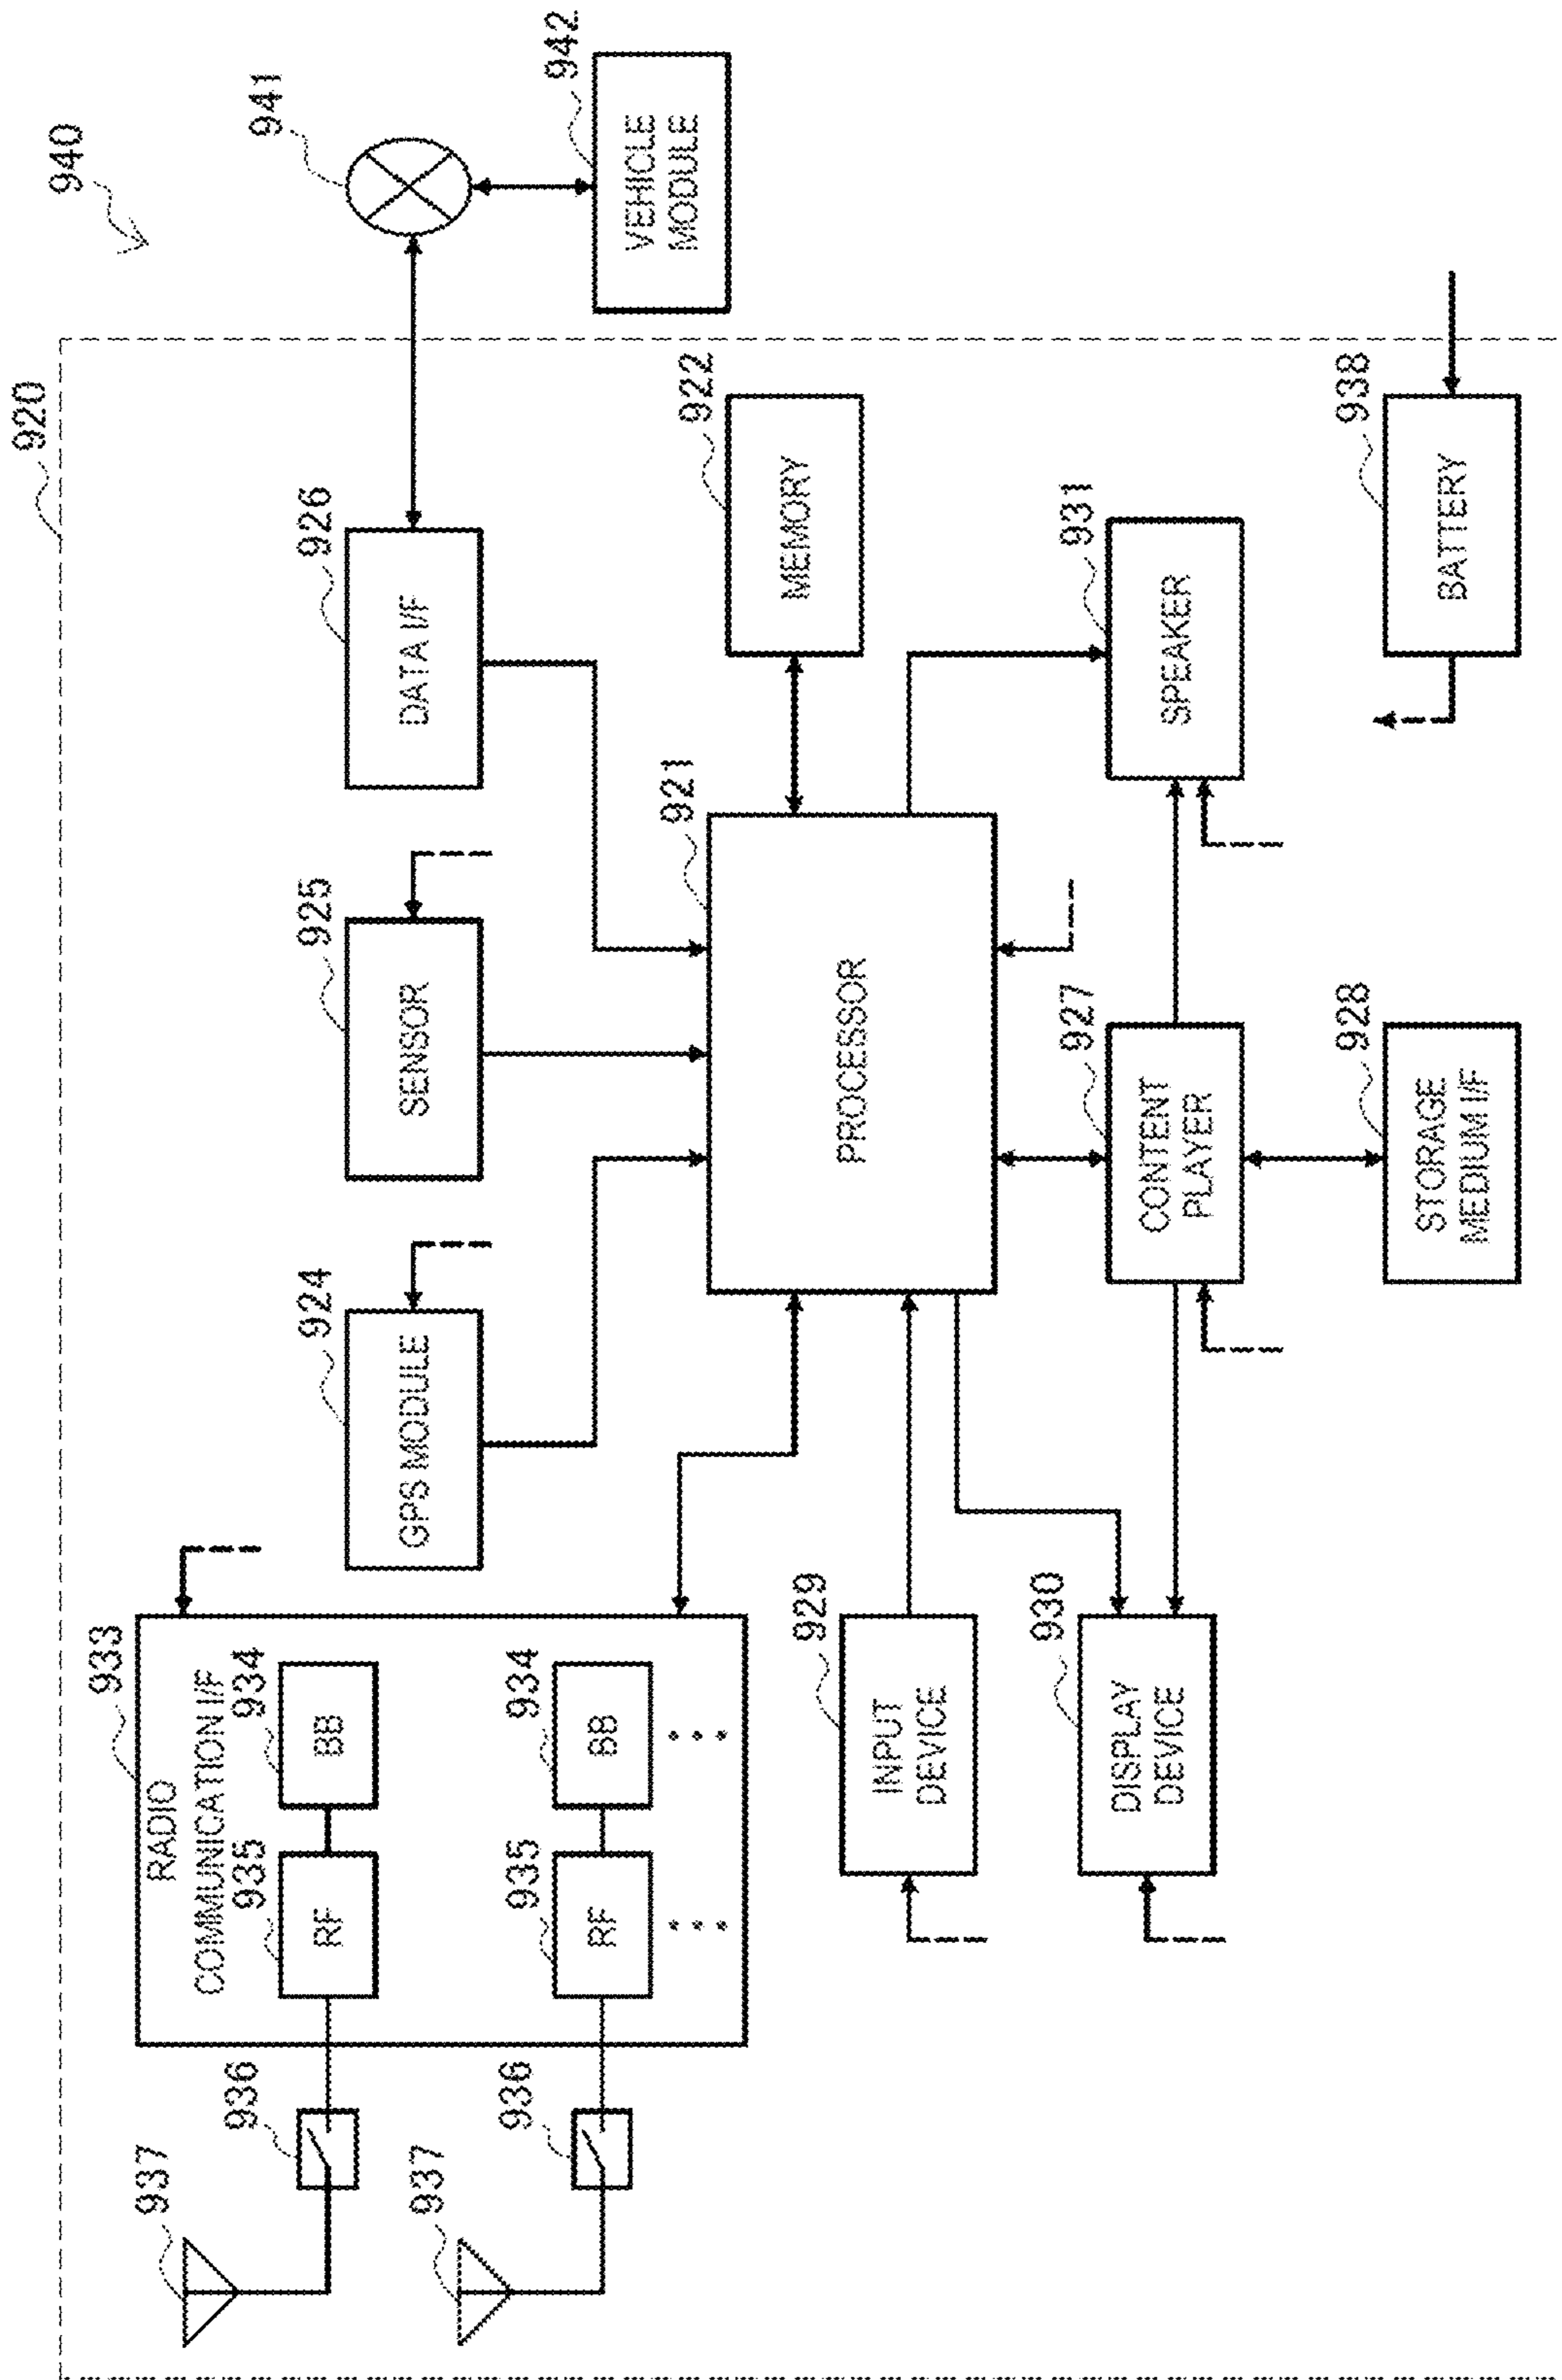 940
920
941
942
VEHICLE
MODULE
933
RADIO
COMMUNICATION I/F
937
936
935
RF
934
BB
937
936
935
RF
934
BB
924
GPS MODULE
925
SENSOR
926
DATA I/F
921
PROCESSOR
922
MEMORY
929
INPUT
DEVICE
930
DISPLAY
DEVICE
927
CONTENT
PLAYER
931
SPEAKER
928
STORAGE
MEDIUM I/F
938
BATTERY